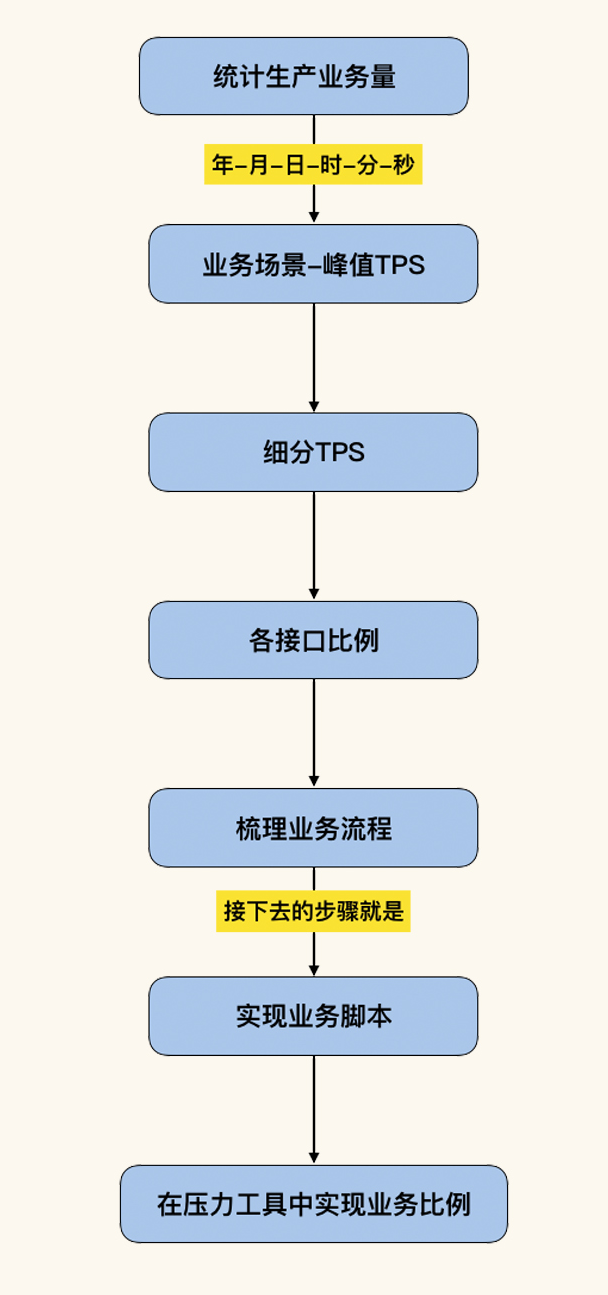 统计生产业务量
年-月-日-时-分-秒
业务场景-峰值TPS
细分TPS
各接口比例
梳理业务流程
接下去的步骤就是
实现业务脚本
在压力工具中实现业务比例